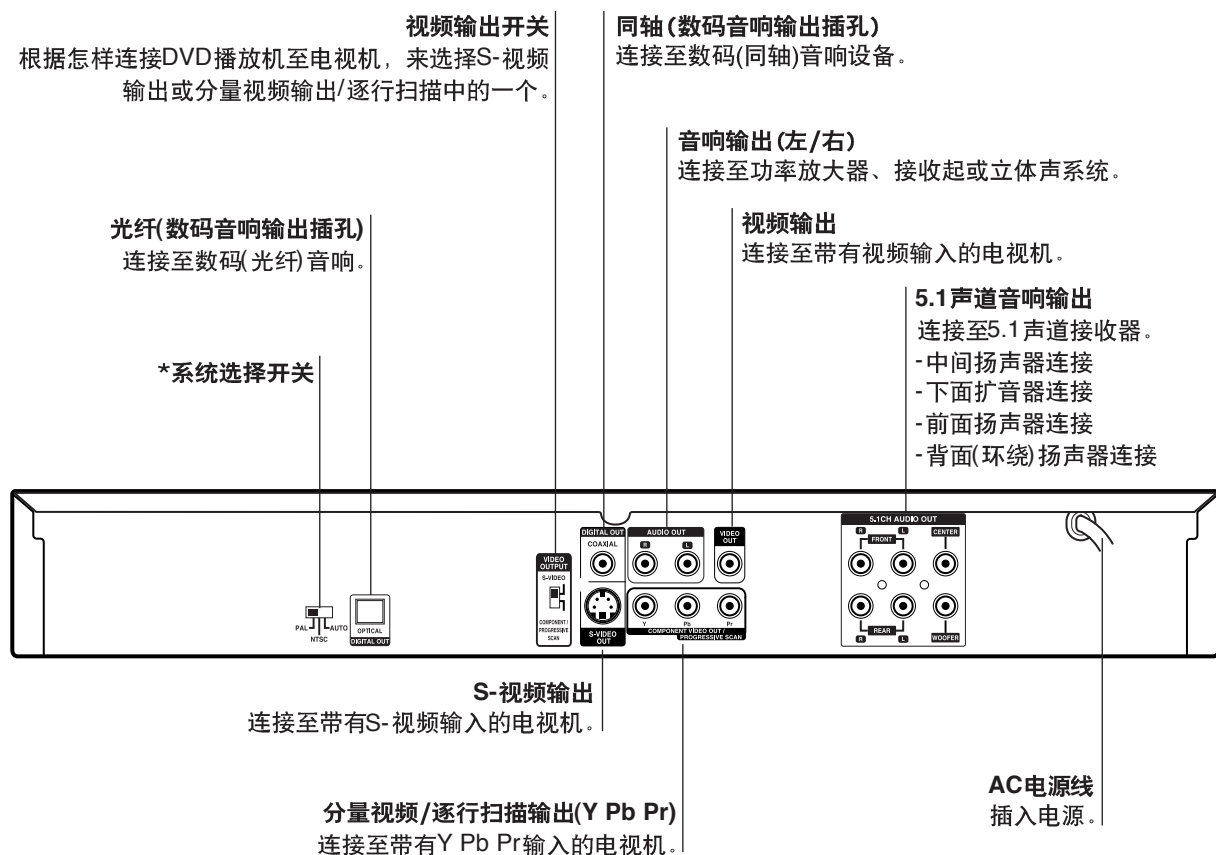 视频输出开关
根据怎样连接DVD播放机至电视机，来选择S-视频
输出或分量视频输出/逐行扫描中的一个。
同轴(数码音响输出插孔)
连接至数码(同轴)音响设备。
音响输出(左/右)
连接至功率放大器、接收起或立体声系统。
光纤(数码音响输出插孔)
连接至数码(光纤)音响。
视频输出
连接至带有视频输入的电视机。
5.1声道音响输出
连接至5.1声道接收器。
-中间扬声器连接
-下面扩音器连接
-前面扬声器连接
-背面(环绕)扬声器连接
*系统选择开关
PAL
NTSC
AUTO
OPTICAL
DIGITAL OUT
VIDEO
OUTPUT
S-VIDEO
COMPONENT/
PROGRESSIVE
SCAN
DIGITAL OUT
COAXIAL
S-VIDEO
OUT
AUDIO OUT
R
L
VIDEO
OUT
Y
Pb
Pr
COMPONENT VIDEO OUT /
PROGRESSIVE SCAN
5.1CH AUDIO OUT
R
L
CENTER
FRONT
REAR
R
L
WOOFER
S-视频输出
连接至带有S-视频输入的电视机。
分量视频/逐行扫描输出(Y Pb Pr)
连接至带有Y Pb Pr输入的电视机。
AC电源线
插入电源。